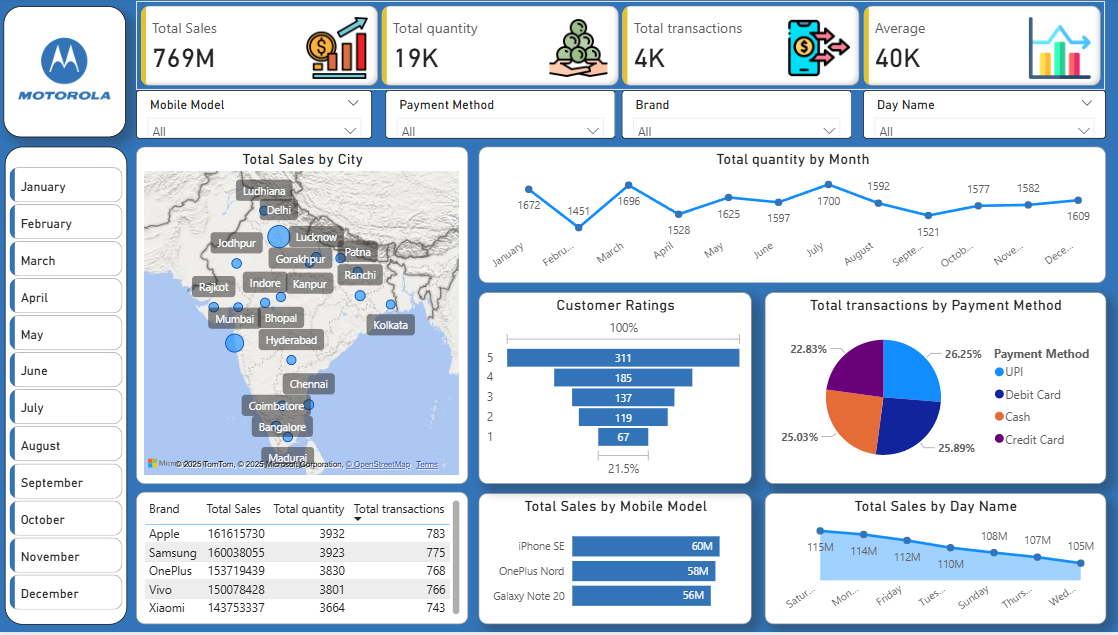 MOTOROLA
Total Sales
769M
Total quantity
19K
Total transactions
4K
Average
40K
Mobile Model
All
Payment Method
All
Brand
All
Day Name
All
January
February
March
April
May
June
July
August
September
October
November
December
Total Sales by City
Ludhiana
Delhi
Lucknow
Jodhpur
Patna
Gorakhpur
Ranchi
Rajkot
Indore
Kanpur
Mumbai
Bhopal
Kolkata
Hyderabad
Chennai
Coimbatore
Bangalore
Madurai
© 2025 TomTom, © 2025 Microsoft Corporation, © OpenStreetMap Terms
Total quantity by Month
1672
1451
1696
1528
1625
1597
1700
1592
1521
1577
1582
1609
January
Febru...
March
April
May
June
July
August
Septe...
Octob...
Nove...
Dece...
Customer Ratings
100%
5 311
4 185
3 137
2 119
1 67
21.5%
Total transactions by Payment Method
22.83%
26.25%
25.03%
25.89%
Payment Method
UPI
Debit Card
Cash
Credit Card
Brand Total Sales Total quantity Total transactions
Apple 161615730 3932 783
Samsung 160038055 3923 775
OnePlus 153719439 3830 768
Vivo 150078428 3801 766
Xiaomi 143753337 3664 743
Total Sales by Mobile Model
iPhone SE 60M
OnePlus Nord 58M
Galaxy Note 20 56M
Total Sales by Day Name
115M
114M
112M
110M
108M
107M
105M
Satur...
Mon...
Friday
Tues...
Sunday
Thurs...
Wed...